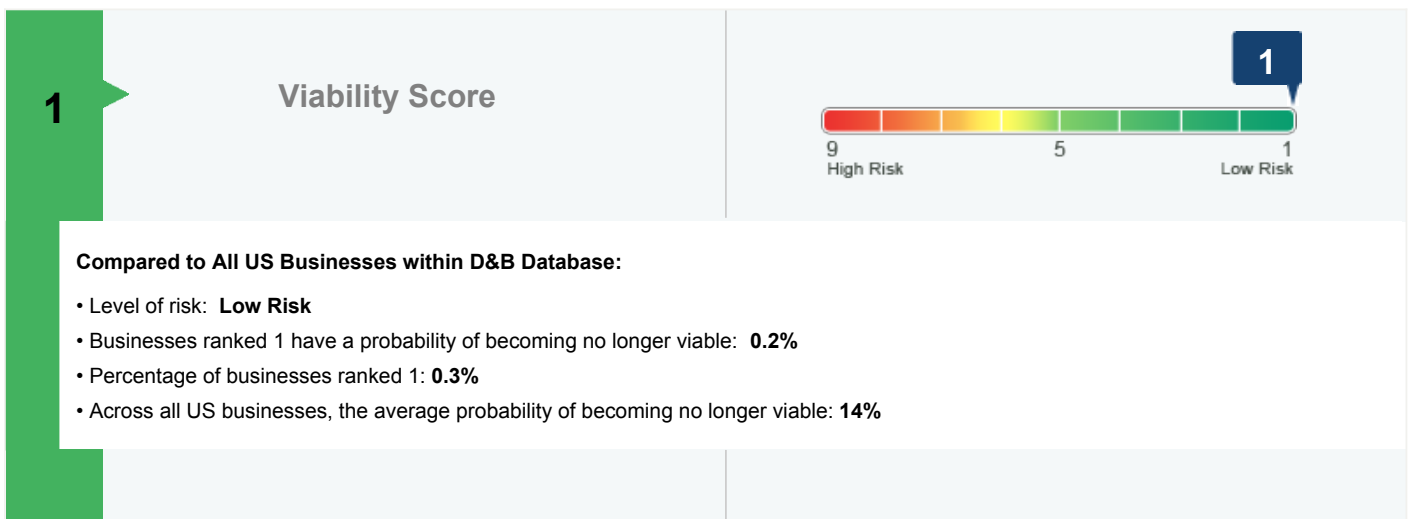 1
Viability Score
1
9 5 1
High Risk Low Risk
Compared to All US Businesses within D&B Database:
• Level of risk: Low Risk
• Businesses ranked 1 have a probability of becoming no longer viable: 0.2%
• Percentage of businesses ranked 1: 0.3%
• Across all US businesses, the average probability of becoming no longer viable: 14%